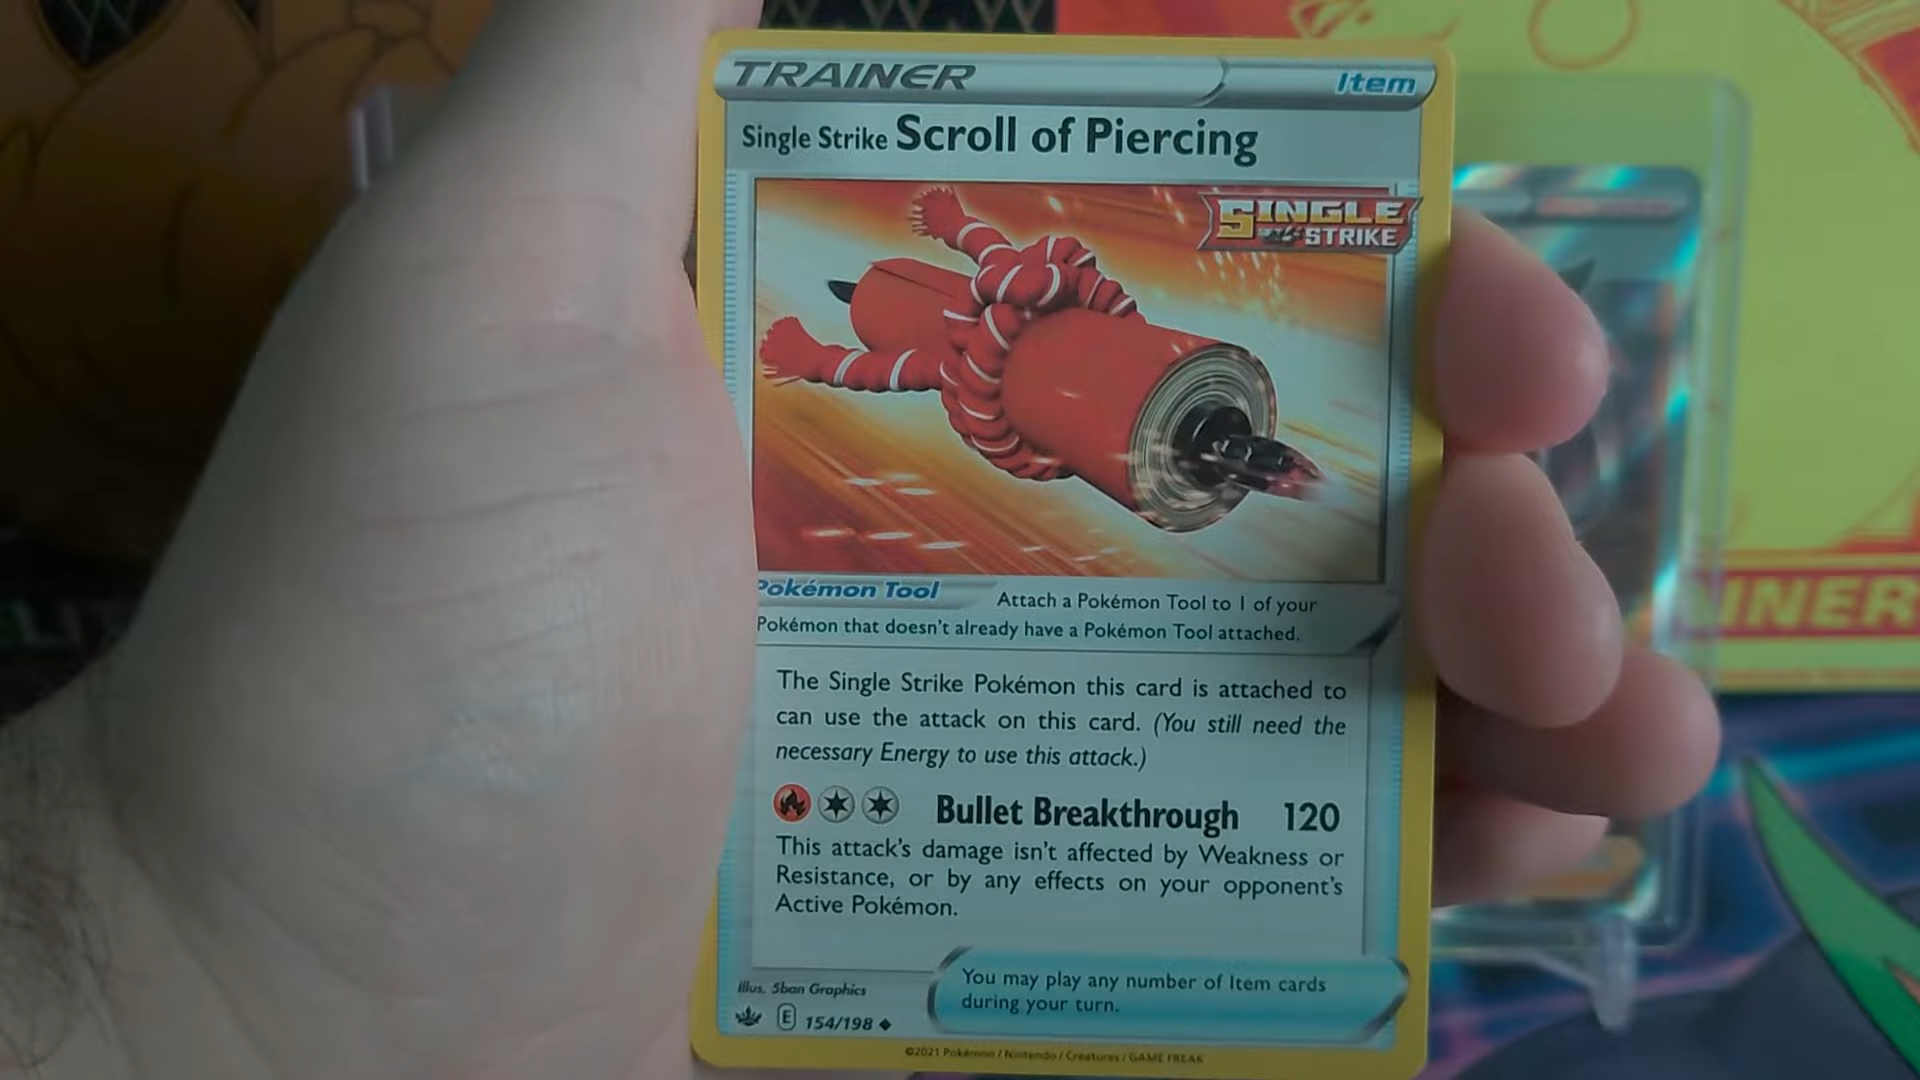 TRAINER
Item
Single Strike Scroll of Piercing
SINGLE
STRIKE
Pokémon Tool
Attach a Pokémon Tool to 1 of your
Pokémon that doesn't already have a Pokémon Tool attached.
The Single Strike Pokémon this card is attached to
can use the attack on this card. (You still need the
necessary Energy to use this attack.)
Bullet Breakthrough 120
This attack's damage isn't affected by Weakness or
Resistance, or by any effects on your opponent's
Active Pokémon.
You may play any number of Item cards
during your turn.
Illus. 5ban Graphics
E 154/198
©2021 Pokémon / Nintendo / Creatures / GAME FREAK
AINER